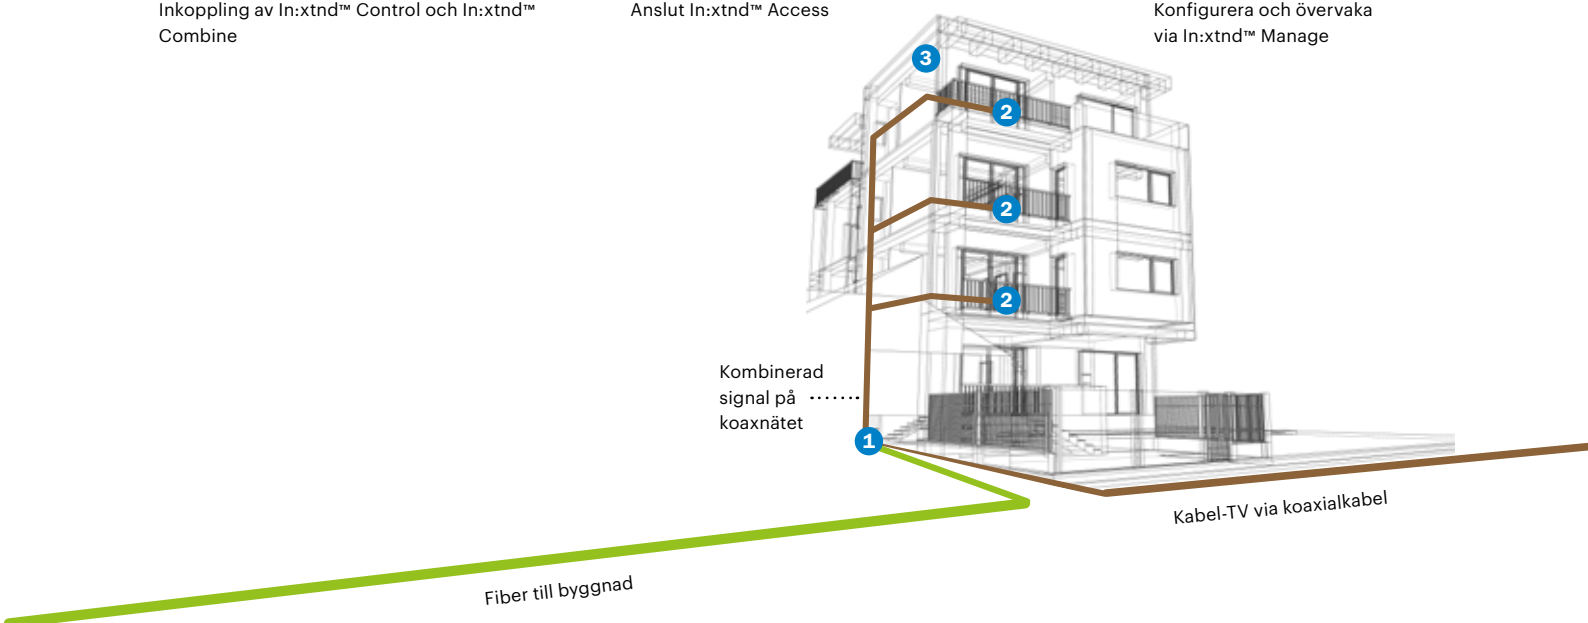 Inkoppling av In:xtnd™ Control och In:xtnd™
Combine
Anslut In:xtnd™ Access
Konfigurera och övervaka
via In:xtnd™ Manage
3
2
2
2
Kombinerad
signal på
koaxnätet
1
Kabel-TV via koaxialkabel
Fiber till byggnad